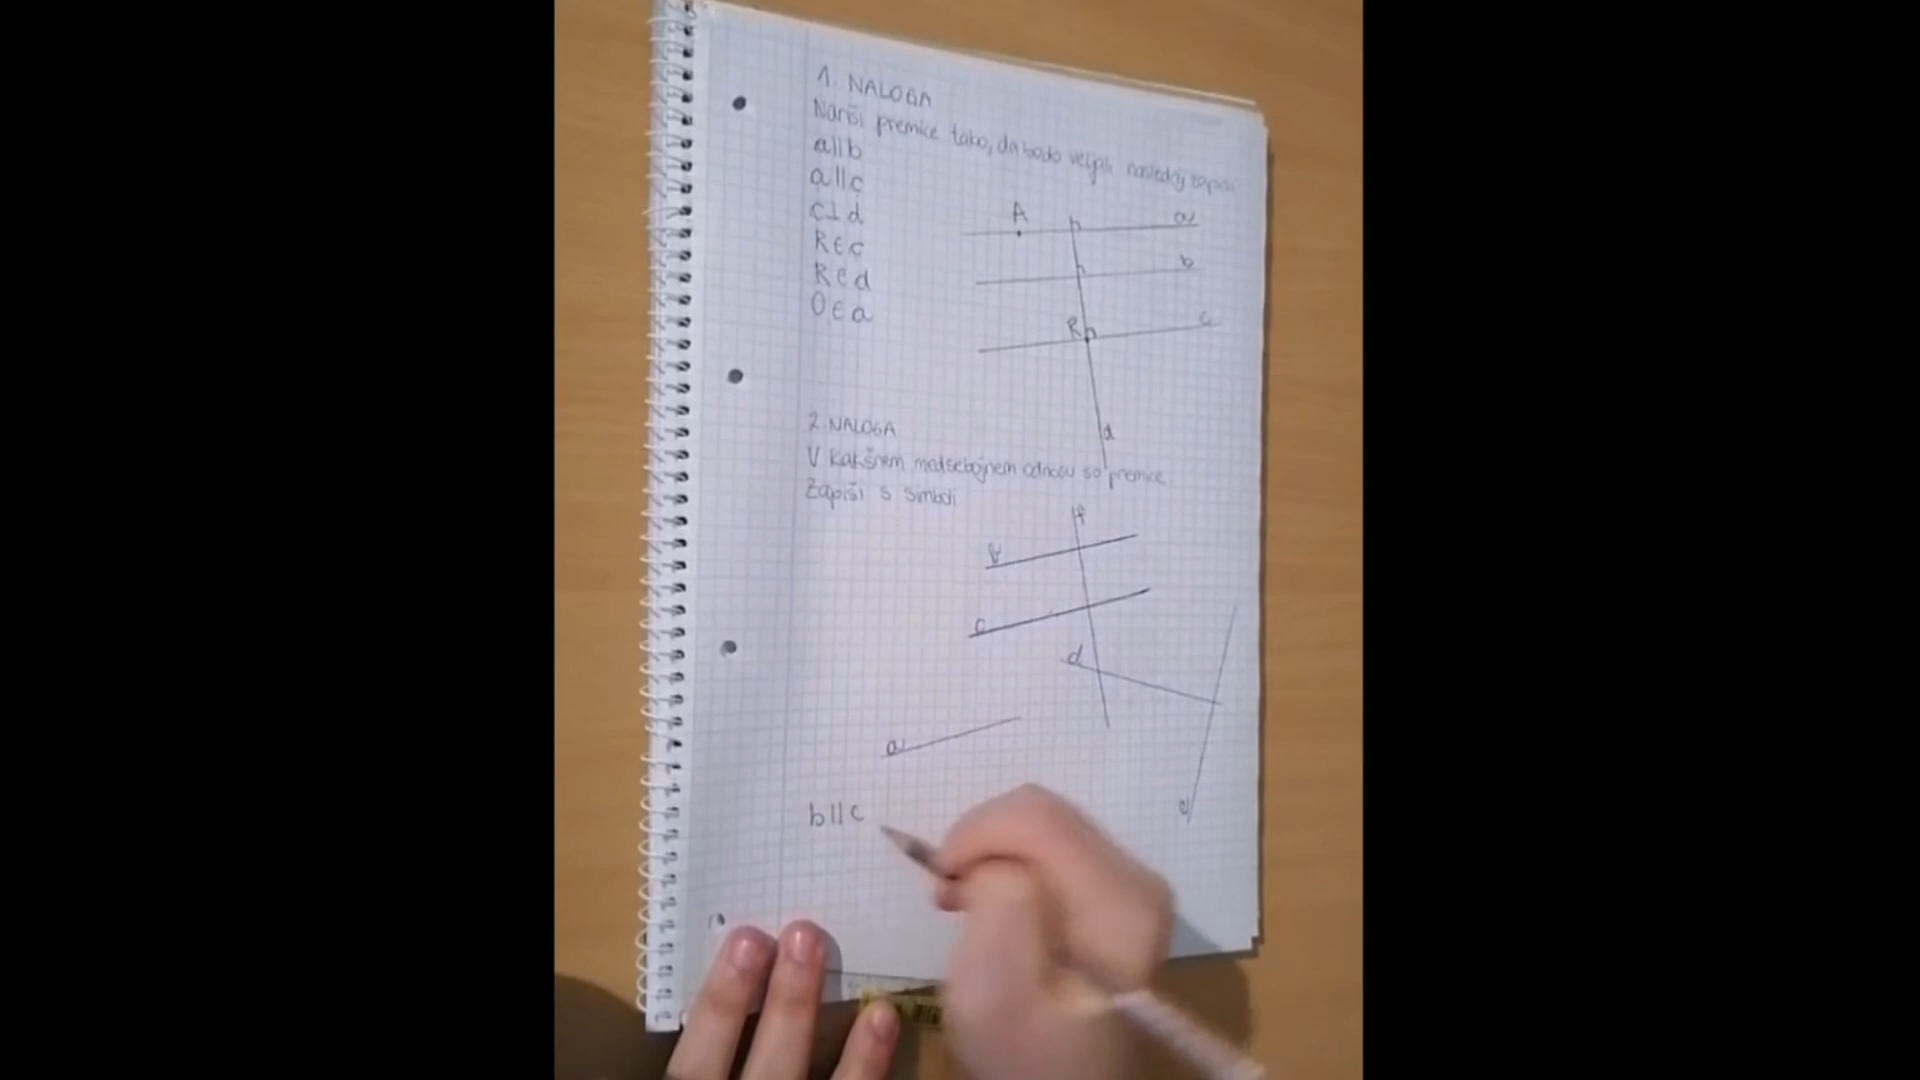 1. NALOGA
Nariši premice tako, da bodo veljali naslednji zapisi
a||b
a||c
c⊥d
R∈c
R∈d
O∈a
A
a
b
R
c
d
2 NALOGA
V kakšnem medsebojnem odnosu so premice
Zapiši s simboli
f
b
c
d
a
e
b||c